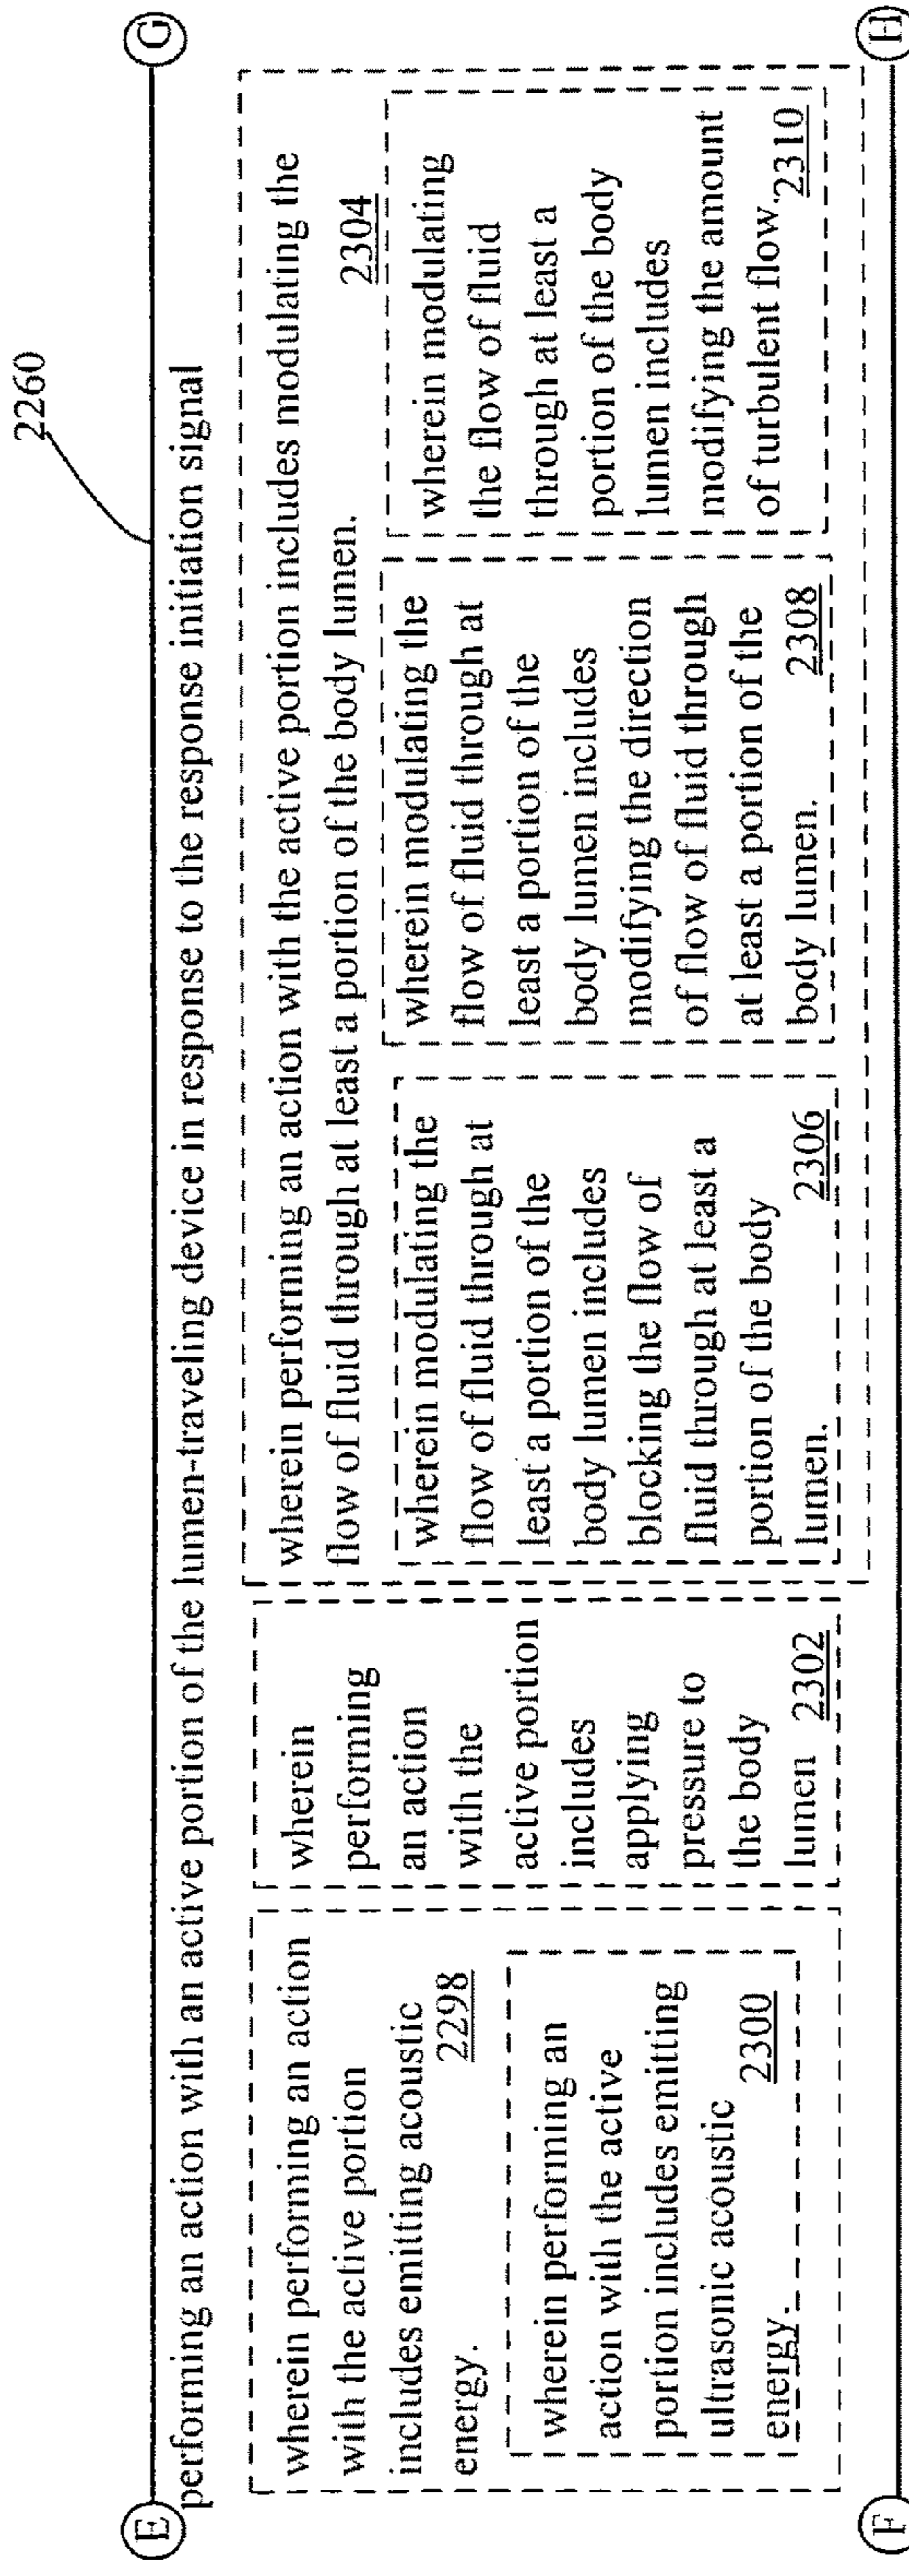 2260
E
G
performing an action with an active portion of the lumen-traveling device in response to the response initiation signal
wherein performing an action
with the active portion
includes emitting acoustic
energy.
2298
wherein performing an
action with the active
portion includes emitting
ultrasonic acoustic
energy.
2300
wherein
performing
an action
with the
active portion
includes
applying
pressure to
the body
lumen 2302
wherein performing an action with the active portion includes modulating the
flow of fluid through at least a portion of the body lumen.
2304
wherein modulating the
flow of fluid through at
least a portion of the
body lumen includes
blocking the flow of
fluid through at least a
portion of the body
lumen.
2306
wherein modulating the
flow of fluid through at
least a portion of the
body lumen includes
modifying the direction
of flow of fluid through
at least a portion of the
body lumen.
2308
wherein modulating
the flow of fluid
through at least a
portion of the body
lumen includes
modifying the amount
of turbulent flow. 2310
F
H